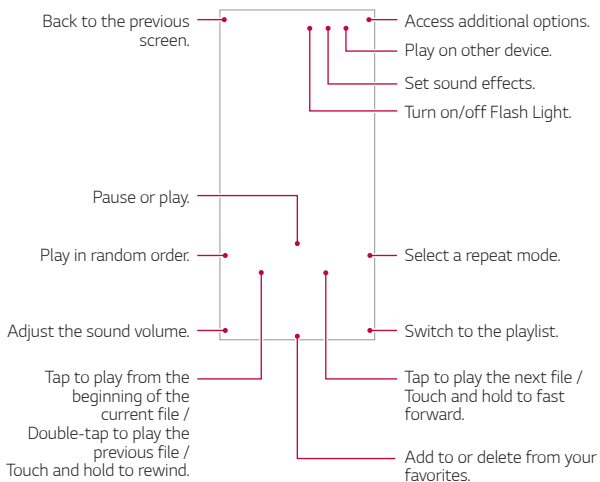 Back to the previous
screen.
Access additional options.
Play on other device.
Set sound effects.
Turn on/off Flash Light.
Pause or play.
Play in random order.
Select a repeat mode.
Adjust the sound volume.
Switch to the playlist.
Tap to play from the
beginning of the
current file /
Double-tap to play the
previous file /
Touch and hold to rewind.
Tap to play the next file /
Touch and hold to fast
forward.
Add to or delete from your
favorites.